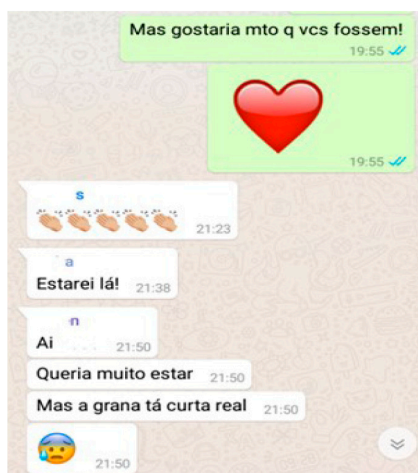 Mas gostaria mto q vcs fossem!
19:55
19:55
s
21:23
a
Estarei lá! 21:38
n
Ai 21:50
Queria muito estar 21:50
Mas a grana tá curta real 21:50
21:50